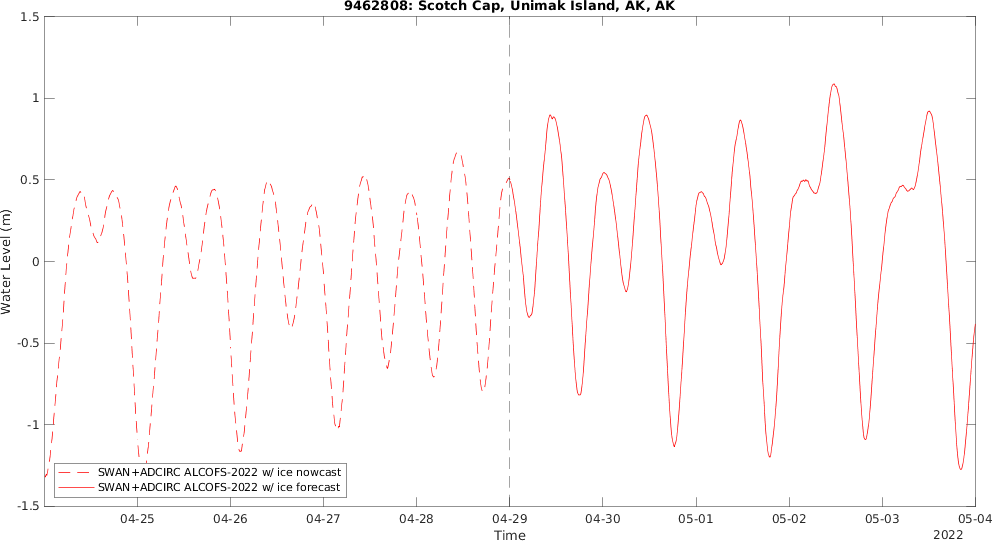 9462808: Scotch Cap, Unimak Island, AK, AK
1.5
1
0.5
0
-0.5
-1
-1.5
Water Level (m)
SWAN+ADCIRC ALCOFS-2022 w/ ice nowcast
SWAN+ADCIRC ALCOFS-2022 w/ ice forecast
04-25 04-26 04-27 04-28 04-29 04-30 05-01 05-02 05-03 05-04
Time
2022